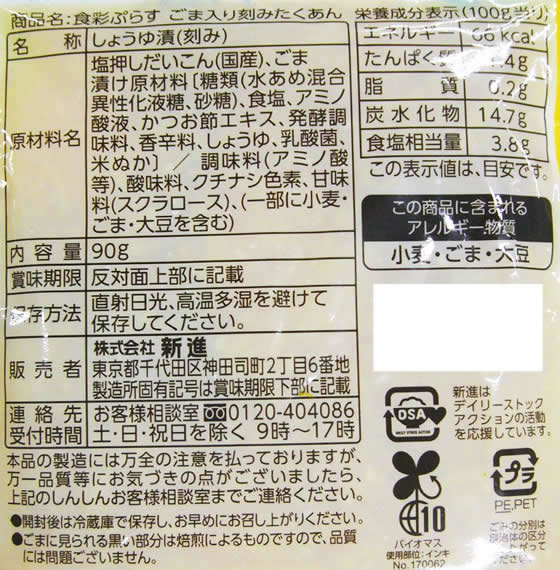 商品名:食彩ぷらす ごま入り刻みたくあん
名 称 しょうゆ漬(刻み)
原材料名
塩押しだいこん(国産)、ごま
漬け原材料〔糖類(水あめ混合
異性化液糖、砂糖)、食塩、アミノ
酸液、かつお節エキス、発酵調
味料、香辛料、しょうゆ、乳酸菌、
米ぬか〕/調味料(アミノ酸
等)、酸味料、クチナシ色素、甘味
料(スクラロース)、(一部に小麦・
ごま・大豆を含む)
内容量 90g
賞味期限 反対面上部に記載
保存方法
直射日光、高温多湿を避けて
保存してください。
販売者
株式会社 新進
東京都千代田区神田司町2丁目6番地
製造所固有記号は賞味期限下部に記載
連絡先 お客様相談室 0120-404086
受付時間 土・日・祝日を除く 9時〜17時
本品の製造には万全の注意を払っておりますが、
万一品質等にお気づきの点がございましたら、
上記のしんしんお客様相談室までご連絡ください。
●開封後は冷蔵庫で保存し、お早めにお召し上がりください。
●ごまに見られる黒い部分は焙煎によるものですので、品質
には問題ございません。
栄養成分表示(100g当り)
エネルギー 66kcal
たんぱく質 1.4g
脂質 0.2g
炭水化物 14.7g
食塩相当量 3.8g
この表示値は、目安です。
この商品に含まれる
アレルギー物質
小麦・ごま・大豆
DSA
新進は
デイリーストック
アクションの活動
を応援しています。
10
バイオマス
使用部位:インキ
No.170062
プラ
PE,PET
ごみの分別は
自治体の区分